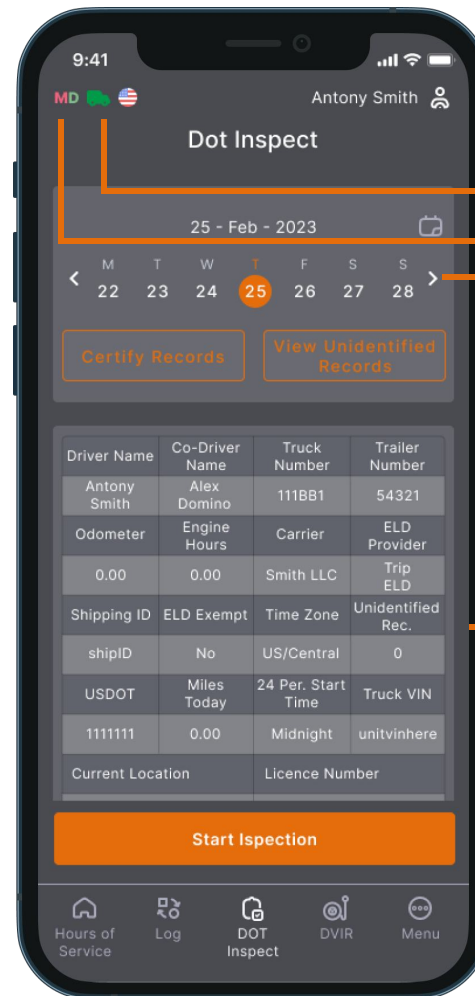 9:41
MD
Antony Smith
Dot Inspect
25 - Feb - 2023
M T W T F S S
22 23 24 25 26 27 28
Certify Records
View Unidentified
Records
Driver Name
Co-Driver
Name
Truck
Number
Trailer
Number
Antony
Smith
Alex
Domino
111BB1
54321
Odometer
Engine
Hours
Carrier
ELD
Provider
0.00
0.00
Smith LLC
Trip
ELD
Shipping ID
ELD Exempt
Time Zone
Unidentified
Rec.
shipID
No
US/Central
0
USDOT
Miles
Today
24 Per. Start
Time
Truck VIN
1111111
0.00
Midnight
unitvinhere
Current Location
Licence Number
Start Ispection
Hours of
Service
Log
DOT
Inspect
DVIR
Menu